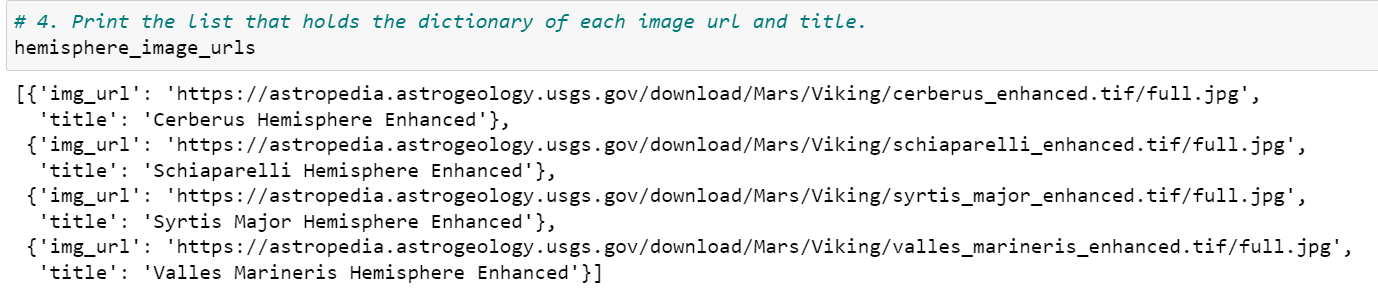 # 4. Print the list that holds the dictionary of each image url and title.
hemisphere_image_urls
[{'img_url': 'https://astropedia.astrogeology.usgs.gov/download/Mars/Viking/cerberus_enhanced.tif/full.jpg',
  'title': 'Cerberus Hemisphere Enhanced'},
 {'img_url': 'https://astropedia.astrogeology.usgs.gov/download/Mars/Viking/schiaparelli_enhanced.tif/full.jpg',
  'title': 'Schiaparelli Hemisphere Enhanced'},
 {'img_url': 'https://astropedia.astrogeology.usgs.gov/download/Mars/Viking/syrtis_major_enhanced.tif/full.jpg',
  'title': 'Syrtis Major Hemisphere Enhanced'},
 {'img_url': 'https://astropedia.astrogeology.usgs.gov/download/Mars/Viking/valles_marineris_enhanced.tif/full.jpg',
  'title': 'Valles Marineris Hemisphere Enhanced'}]